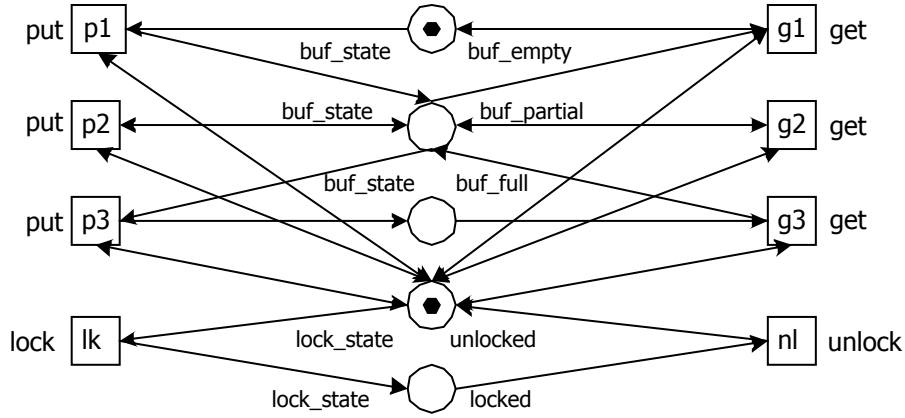 put p1 g1 get
buf_state buf_empty
put p2 buf_state buf_partial g2 get
buf_state buf_full
put p3 g3 get
lock lk lock_state unlocked nl unlock
lock_state locked